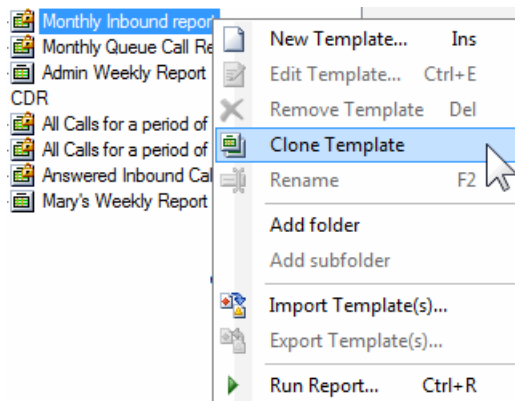 Monthly Inbound report
Monthly Queue Call Re
Admin Weekly Report
CDR
All Calls for a period of
All Calls for a period of
Answered Inbound Cal
Mary's Weekly Report
New Template... Ins
Edit Template... Ctrl+E
Remove Template Del
Clone Template
Rename F2
Add folder
Add subfolder
Import Template(s)...
Export Template(s)...
Run Report... Ctrl+R